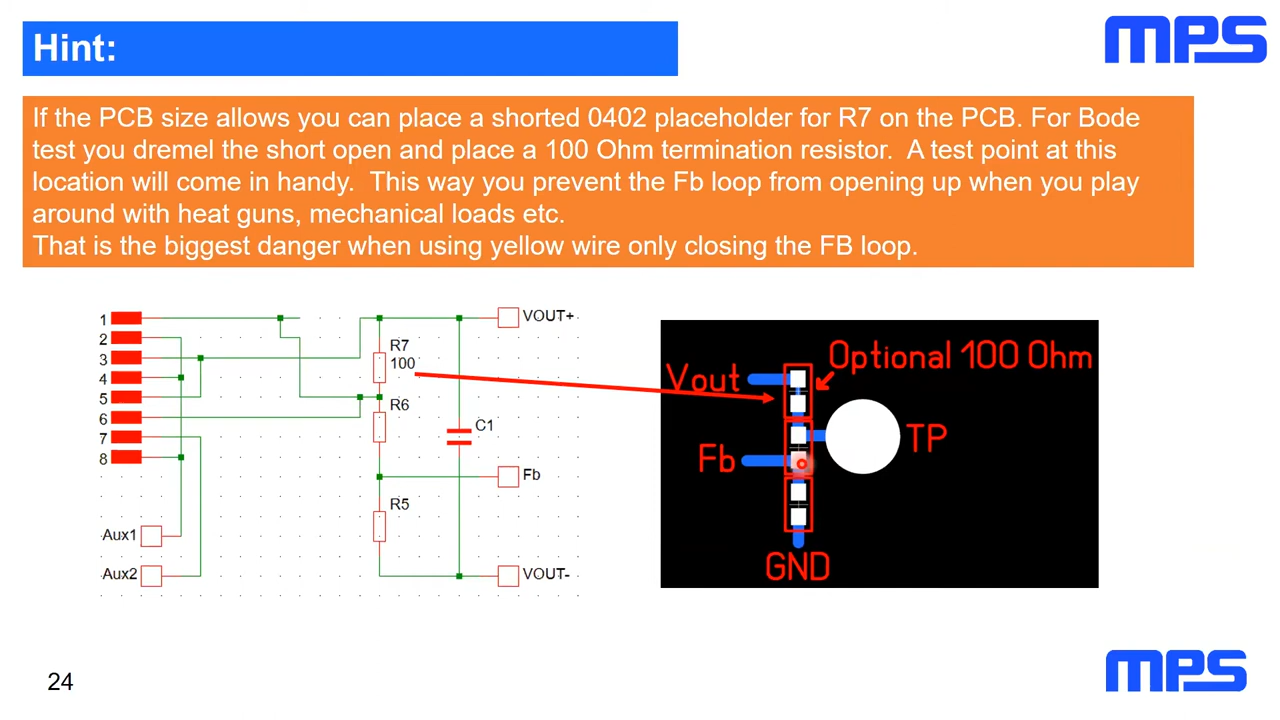 Hint:
mps
If the PCB size allows you can place a shorted 0402 placeholder for R7 on the PCB. For Bode
test you dremel the short open and place a 100 Ohm termination resistor. A test point at this
location will come in handy. This way you prevent the Fb loop from opening up when you play
around with heat guns, mechanical loads etc.
That is the biggest danger when using yellow wire only closing the FB loop.
1
2
3
4
5
6
7
8
Aux1
Aux2
R7
100
R6
R5
C1
VOUT+
Fb
VOUT-
Optional 100 Ohm
Vout
TP
Fb
GND
24
mps